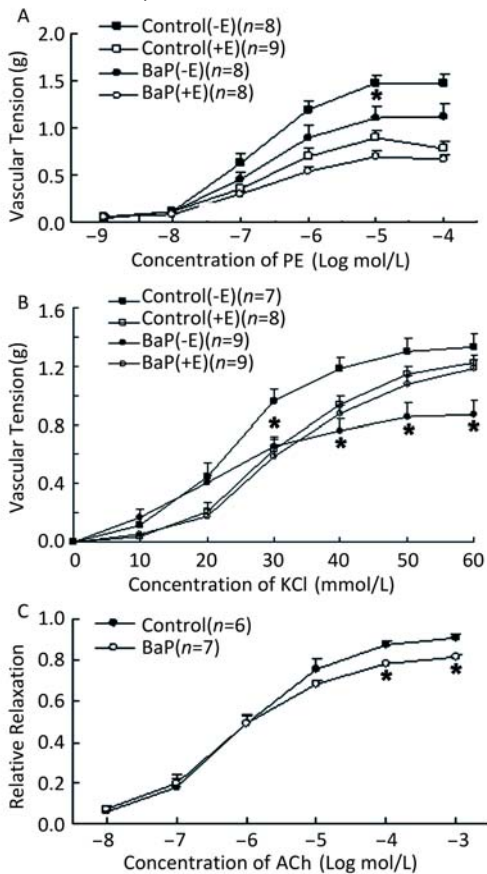 A
Control(-E)(n=8)
Control(+E)(n=9)
BaP(-E)(n=8)
BaP(+E)(n=8)
Vascular Tension(g)
2.0
1.5
1.0
0.5
0.0
*
−9 −8 −7 −6 −5 −4
Concentration of PE (Log mol/L)
B
Control(-E)(n=7)
Control(+E)(n=8)
BaP(-E)(n=9)
BaP(+E)(n=9)
Vascular Tension(g)
1.6
1.2
0.8
0.4
0.0
* * * *
0 10 20 30 40 50 60
Concentration of KCl (mmol/L)
C
Control(n=6)
BaP(n=7)
Relative Relaxation
1.0
0.8
0.6
0.4
0.2
0.0
* *
−8 −7 −6 −5 −4 −3
Concentration of ACh (Log mol/L)